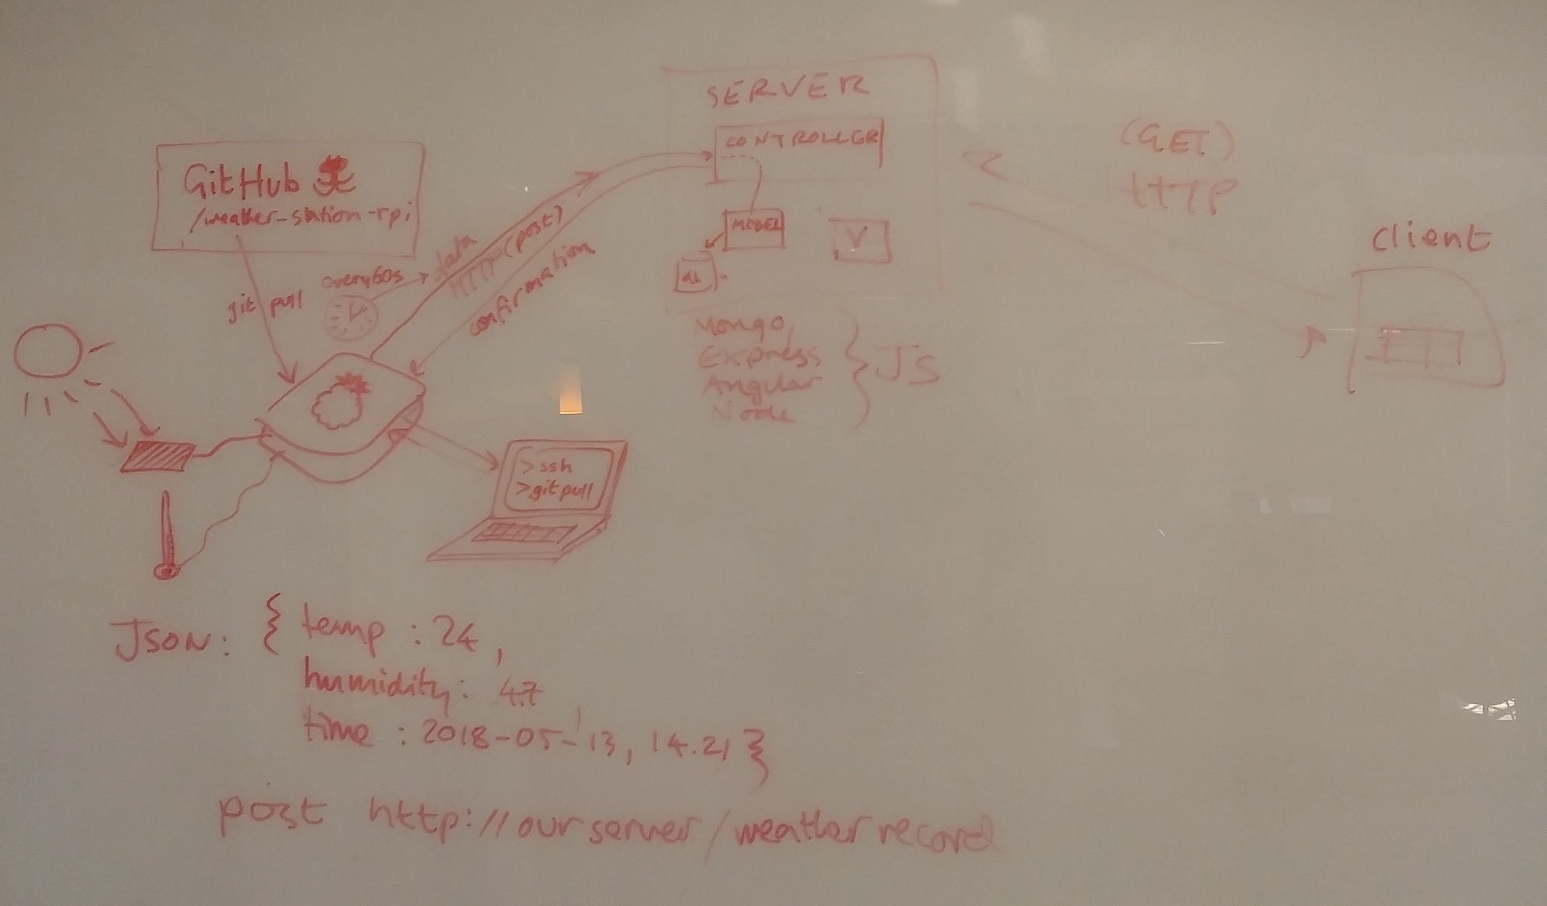 SERVER
CONTROLLER
MODEL
db
V
Mongo,
Express
Angular
Node
} JS
GitHub
/weather-station-rpi
git pull
every 60s
data
HTTP (post)
confirmation
>ssh
>git pull
(GET)
HTTP
client
JSON: { temp : 24,
humidity: 47
time : 2018-05-13, 14.21 }
post http://ourserver/weatherrecord